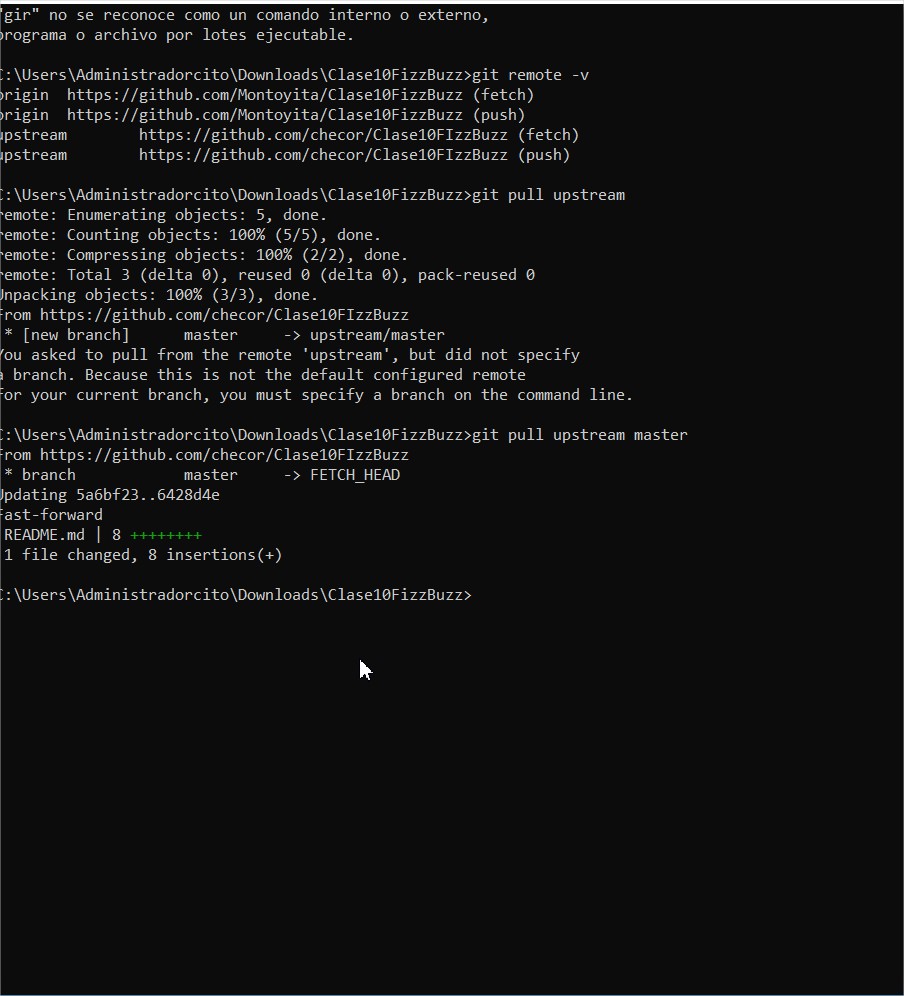 "gir" no se reconoce como un comando interno o externo,
programa o archivo por lotes ejecutable.
C:\Users\Administradorcito\Downloads\Clase10FizzBuzz>git remote -v
origin  https://github.com/Montoyita/Clase10FizzBuzz (fetch)
origin  https://github.com/Montoyita/Clase10FizzBuzz (push)
upstream        https://github.com/checor/Clase10FIzzBuzz (fetch)
upstream        https://github.com/checor/Clase10FIzzBuzz (push)
C:\Users\Administradorcito\Downloads\Clase10FizzBuzz>git pull upstream
remote: Enumerating objects: 5, done.
remote: Counting objects: 100% (5/5), done.
remote: Compressing objects: 100% (2/2), done.
remote: Total 3 (delta 0), reused 0 (delta 0), pack-reused 0
Unpacking objects: 100% (3/3), done.
From https://github.com/checor/Clase10FIzzBuzz
 * [new branch]      master     -> upstream/master
You asked to pull from the remote 'upstream', but did not specify
a branch. Because this is not the default configured remote
for your current branch, you must specify a branch on the command line.
C:\Users\Administradorcito\Downloads\Clase10FizzBuzz>git pull upstream master
From https://github.com/checor/Clase10FIzzBuzz
 * branch            master     -> FETCH_HEAD
Updating 5a6bf23..6428d4e
Fast-forward
 README.md | 8 ++++++++
 1 file changed, 8 insertions(+)
C:\Users\Administradorcito\Downloads\Clase10FizzBuzz>